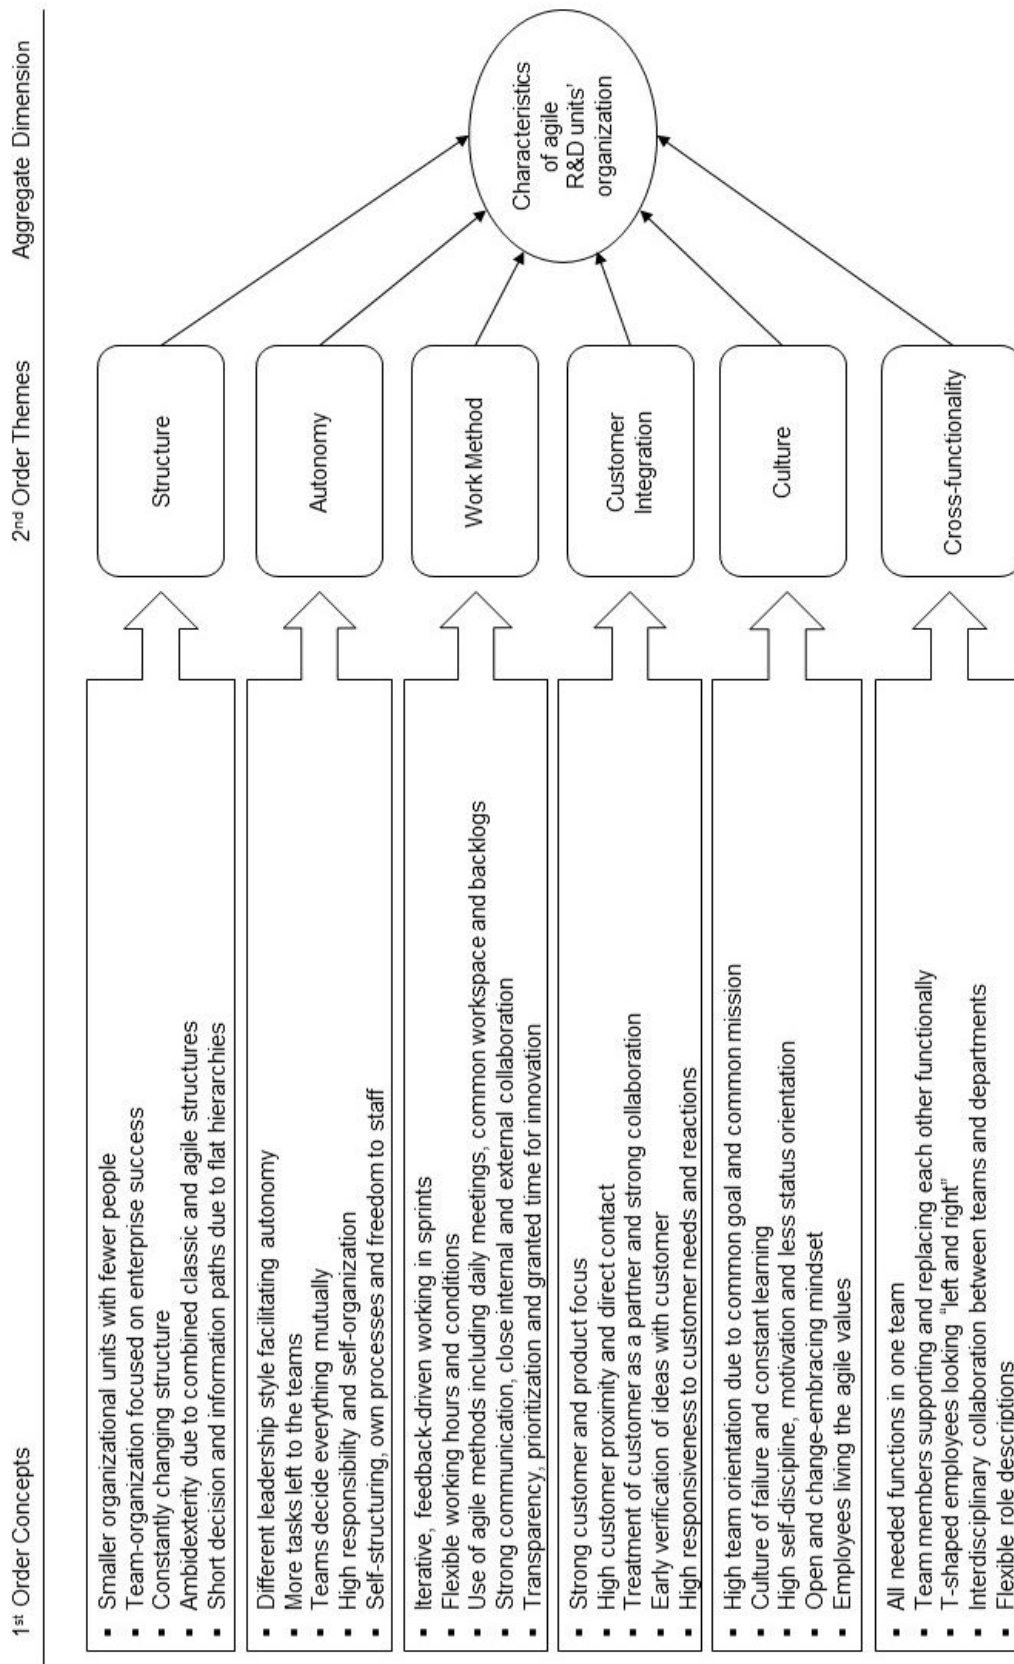 1st Order Concepts
2nd Order Themes
Aggregate Dimension
▪ Smaller organizational units with fewer people
▪ Team-organization focused on enterprise success
▪ Constantly changing structure
▪ Ambidexterity due to combined classic and agile structures
▪ Short decision and information paths due to flat hierarchies
Structure
▪ Different leadership style facilitating autonomy
▪ More tasks left to the teams
▪ Teams decide everything mutually
▪ High responsibility and self-organization
▪ Self-structuring, own processes and freedom to staff
Autonomy
▪ Iterative, feedback-driven working in sprints
▪ Flexible working hours and conditions
▪ Use of agile methods including daily meetings, common workspace and backlogs
▪ Strong communication, close internal and external collaboration
▪ Transparency, prioritization and granted time for innovation
Work Method
▪ Strong customer and product focus
▪ High customer proximity and direct contact
▪ Treatment of customer as a partner and strong collaboration
▪ Early verification of ideas with customer
▪ High responsiveness to customer needs and reactions
Customer
Integration
▪ High team orientation due to common goal and common mission
▪ Culture of failure and constant learning
▪ High self-discipline, motivation and less status orientation
▪ Open and change-embracing mindset
▪ Employees living the agile values
Culture
▪ All needed functions in one team
▪ Team members supporting and replacing each other functionally
▪ T-shaped employees looking "left and right"
▪ Interdisciplinary collaboration between teams and departments
▪ Flexible role descriptions
Cross-functionality
Characteristics
of agile
R&D units'
organization